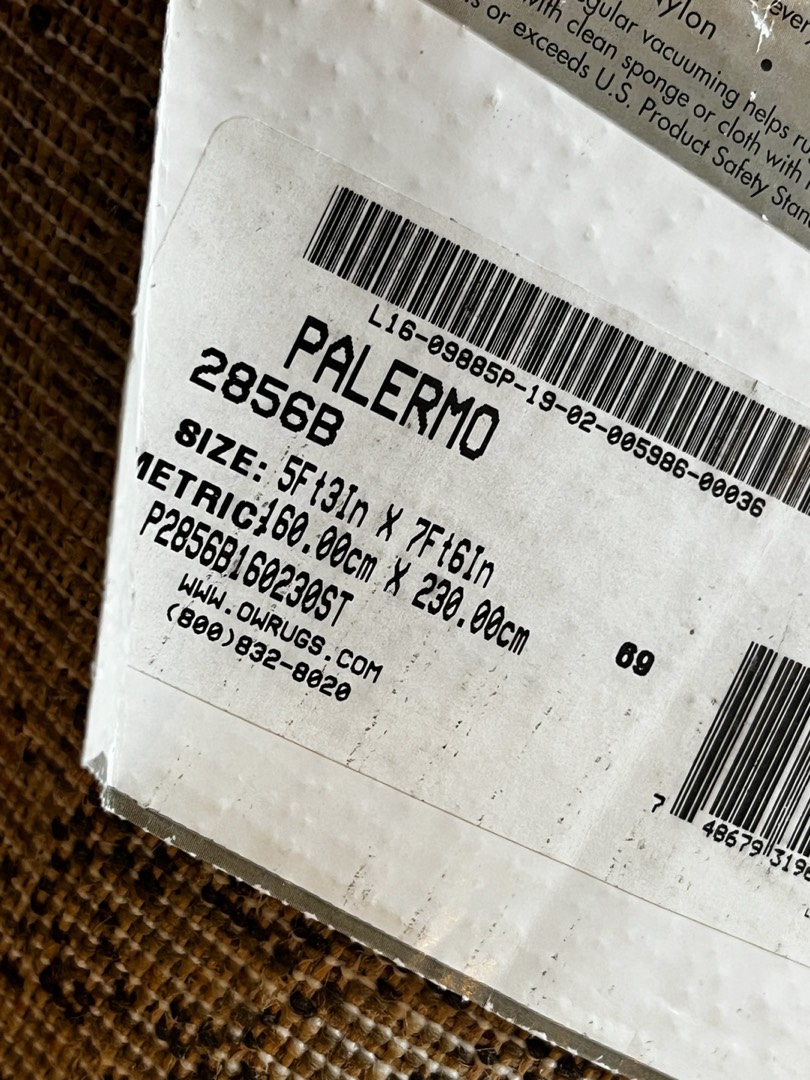 ylon
gular vacuuming helps
with clean sponge or cloth with
s or exceeds U.S. Product Safety Stan
L16-09885P-19-02-005986-00036
PALERMO
2856B
SIZE: 5Ft3In X 7Ft6In
METRIC:160.00cm X 230.00cm
P2856B160230ST
WWW.OWRUGS.COM
(800)832-8020
69
7 48679 3198